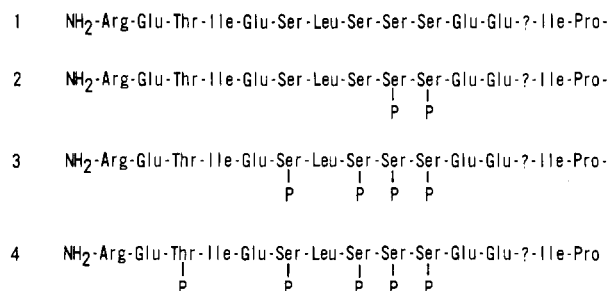 1 NH2-Arg-Glu-Thr-Ile-Glu-Ser-Leu-Ser-Ser-Ser-Glu-Glu-?-Ile-Pro-
2 NH2-Arg-Glu-Thr-Ile-Glu-Ser-Leu-Ser-Ser-Ser-Glu-Glu-?-Ile-Pro-
P P
3 NH2-Arg-Glu-Thr-Ile-Glu-Ser-Leu-Ser-Ser-Ser-Glu-Glu-?-Ile-Pro-
P P P P
4 NH2-Arg-Glu-Thr-Ile-Glu-Ser-Leu-Ser-Ser-Ser-Glu-Glu-?-Ile-Pro
P P P P P